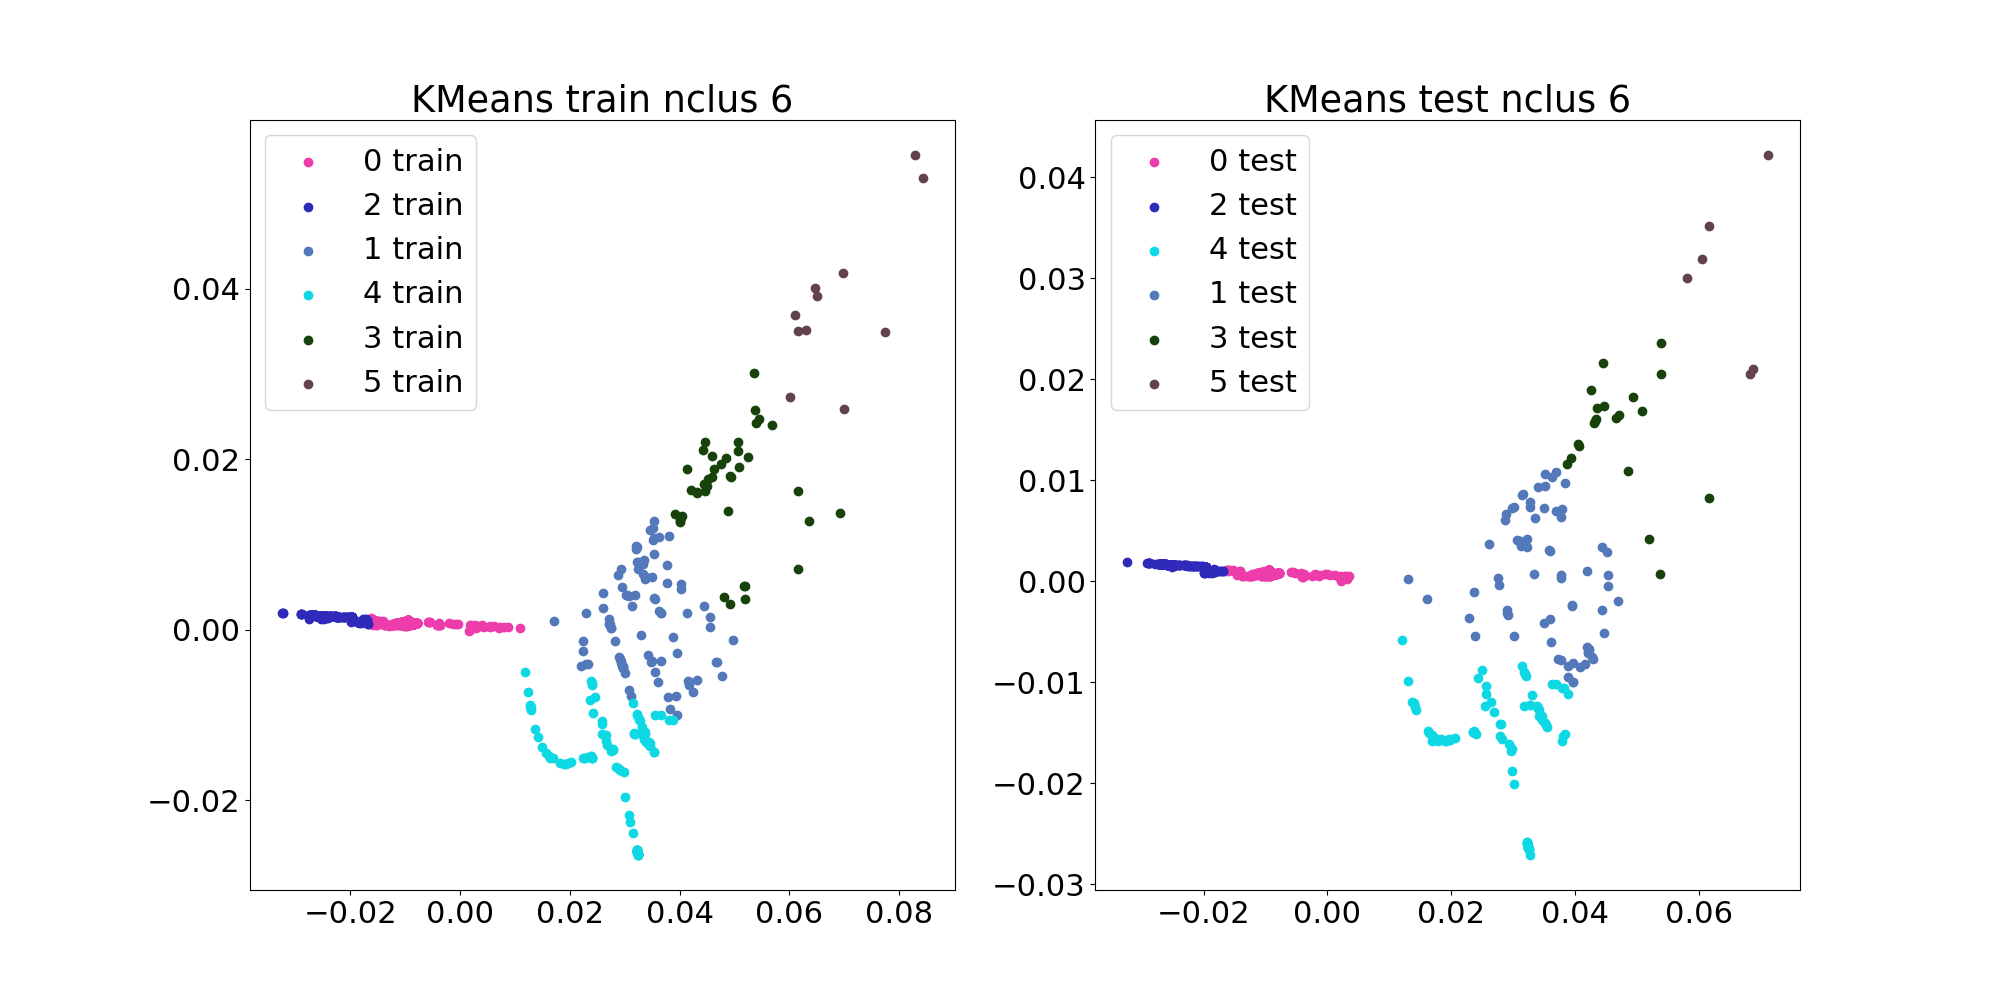 KMeans train nclus 6
0 train
2 train
1 train
4 train
3 train
5 train
0.04
0.02
0.00
−0.02
−0.02 0.00 0.02 0.04 0.06 0.08
KMeans test nclus 6
0 test
2 test
4 test
1 test
3 test
5 test
0.04
0.03
0.02
0.01
0.00
−0.01
−0.02
−0.03
−0.02 0.00 0.02 0.04 0.06